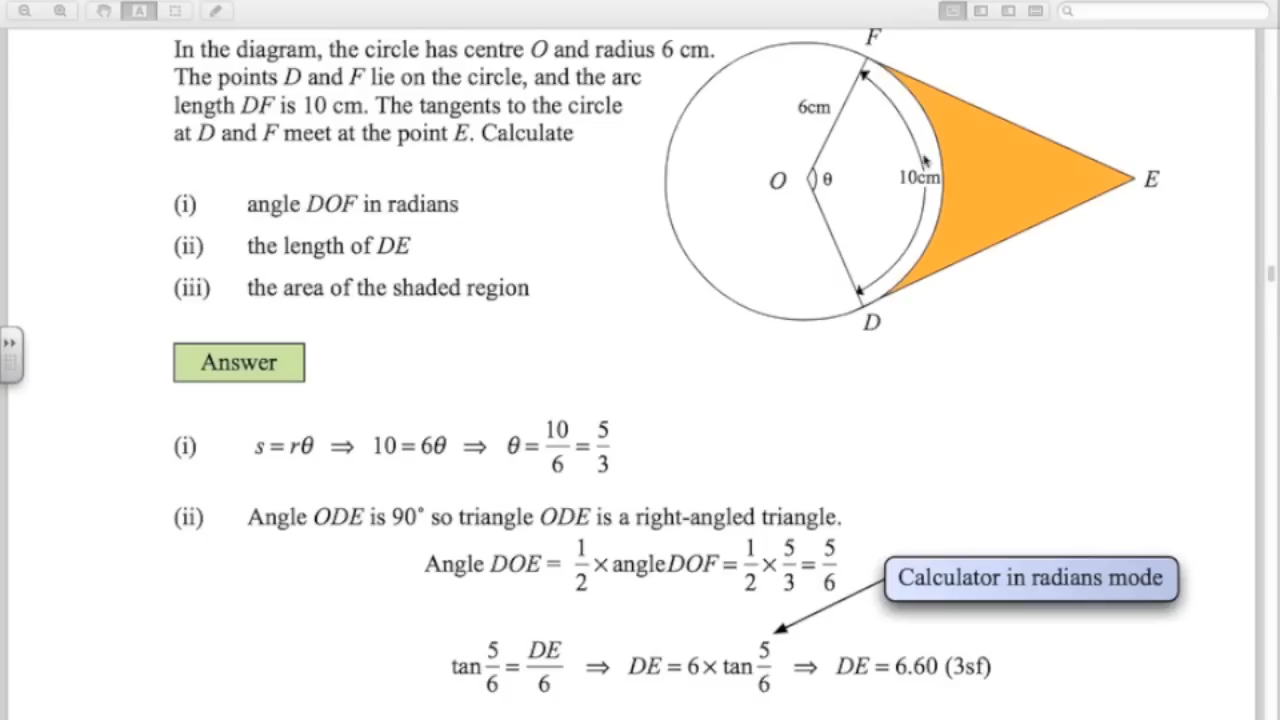 In the diagram, the circle has centre O and radius 6 cm.
The points D and F lie on the circle, and the arc
length DF is 10 cm. The tangents to the circle
at D and F meet at the point E. Calculate
(i) angle DOF in radians
(ii) the length of DE
(iii) the area of the shaded region
F
6cm
O θ 10cm E
D
Answer
(i) s = rθ ⇒ 10 = 6θ ⇒ θ = 10/6 = 5/3
(ii) Angle ODE is 90° so triangle ODE is a right-angled triangle.
Angle DOE = 1/2 × angle DOF = 1/2 × 5/3 = 5/6
Calculator in radians mode
tan 5/6 = DE/6 ⇒ DE = 6 × tan 5/6 ⇒ DE = 6.60 (3sf)